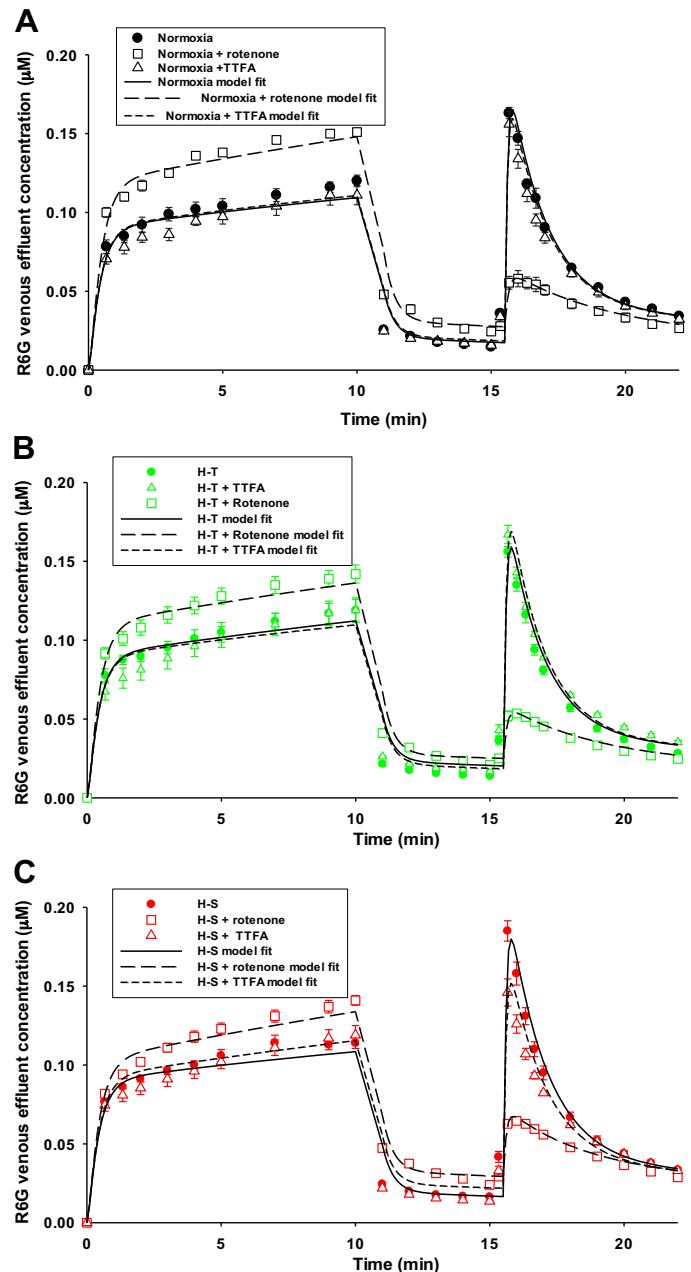 A
Normoxia
Normoxia + rotenone
Normoxia +TTFA
Normoxia model fit
Normoxia + rotenone model fit
Normoxia + TTFA model fit
R6G venous effluent concentration (µM)
0.20
0.15
0.10
0.05
0.00
0 5 10 15 20
Time (min)
B
H-T
H-T + TTFA
H-T + Rotenone
H-T model fit
H-T + Rotenone model fit
H-T + TTFA model fit
R6G venous effluent concentration (µM)
0.20
0.15
0.10
0.05
0.00
0 5 10 15 20
Time (min)
C
H-S
H-S + rotenone
H-S + TTFA
H-S model fit
H-S + rotenone model fit
H-S + TTFA model fit
R6G venous effluent concentration (µM)
0.20
0.15
0.10
0.05
0.00
0 5 10 15 20
Time (min)